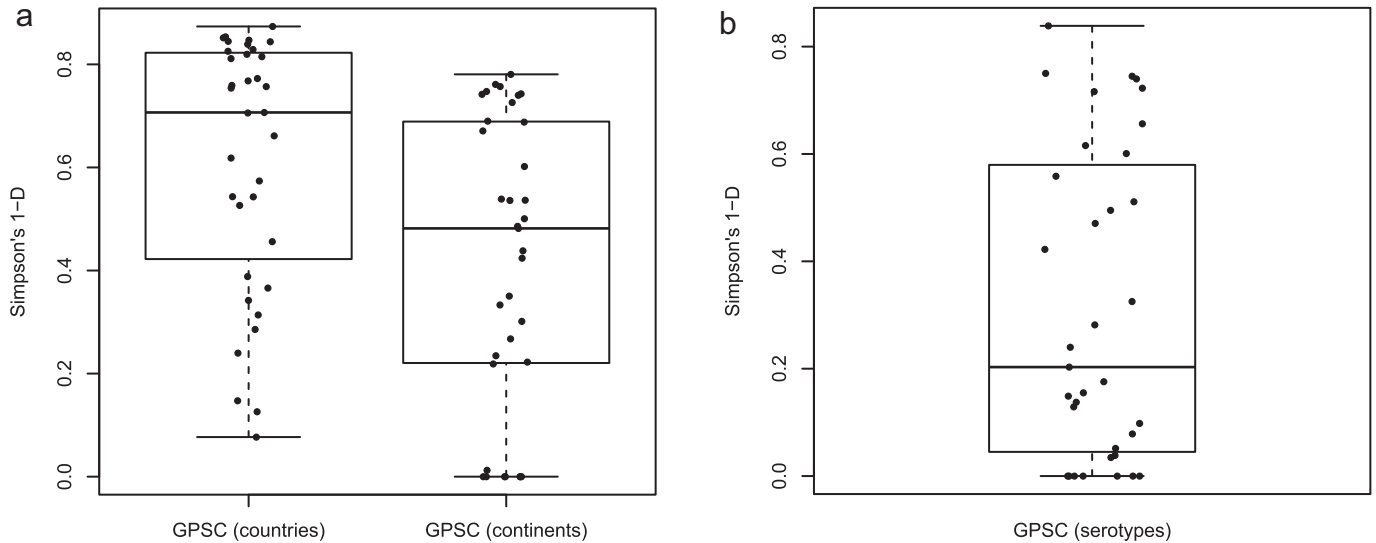 a
Simpson's 1−D
0.8
0.6
0.4
0.2
0.0
GPSC (countries)
GPSC (continents)
b
Simpson's 1−D
0.8
0.6
0.4
0.2
0.0
GPSC (serotypes)